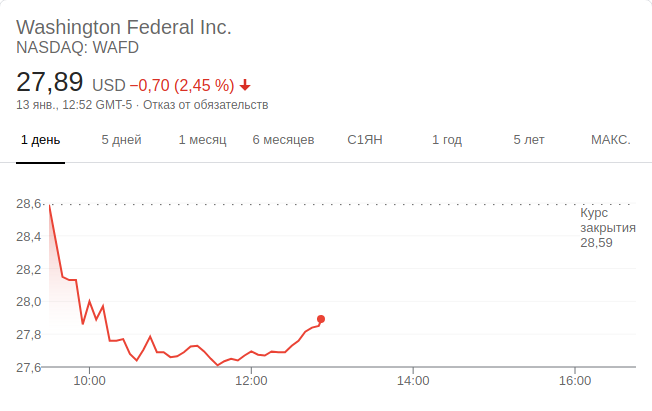 Washington Federal Inc.
NASDAQ: WAFD
27,89 USD −0,70 (2,45 %)
13 янв., 12:52 GMT-5 · Отказ от обязательств
1 день 5 дней 1 месяц 6 месяцев С1ЯН 1 год 5 лет МАКС.
28,6
Курс
закрытия
28,59
28,4
28,2
28,0
27,8
27,6
10:00 12:00 14:00 16:00